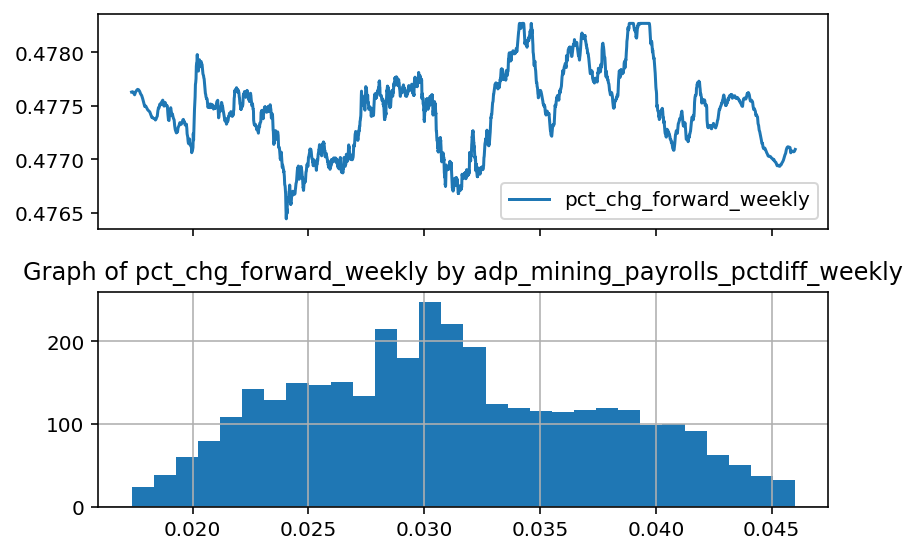 0.4780
0.4775
0.4770
0.4765
pct_chg_forward_weekly
Graph of pct_chg_forward_weekly by adp_mining_payrolls_pctdiff_weekly
200
100
0
0.020 0.025 0.030 0.035 0.040 0.045